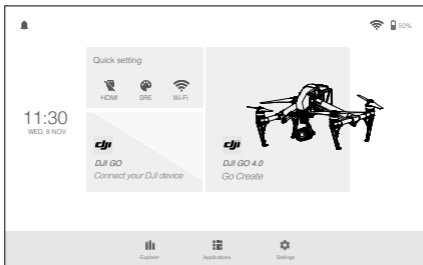 50%
Quick setting
HDMI SRE Wi-Fi
11:30
WED, 8 NOV
dji
DJI GO
Connect your DJI device
dji
DJI GO 4.0
Go Create
Explorer Applications Settings